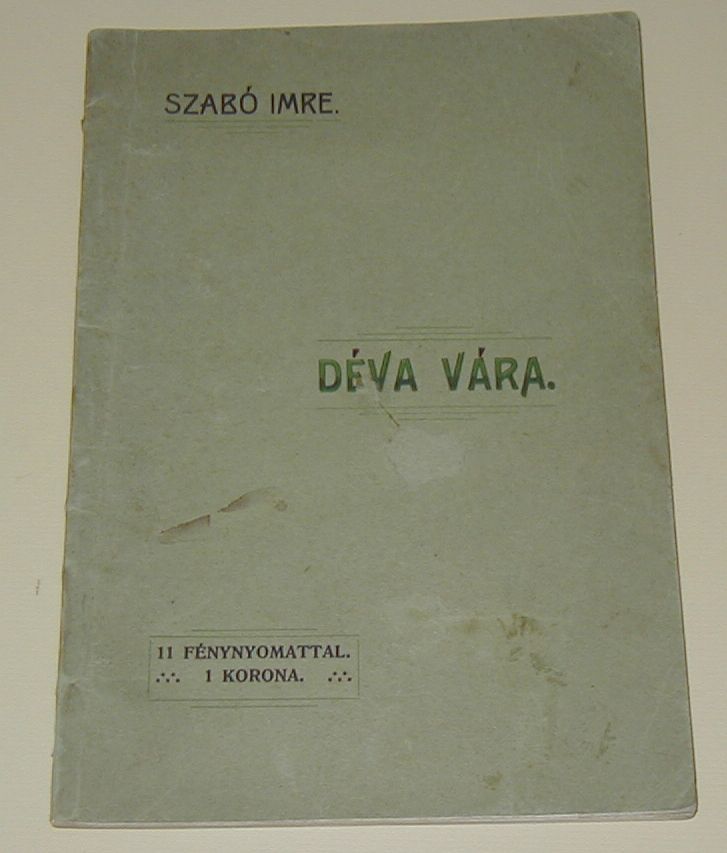 SZABÓ IMRE.
DÉVA VÁRA.
11 FÉNYNYOMATTAL.
1 KORONA.